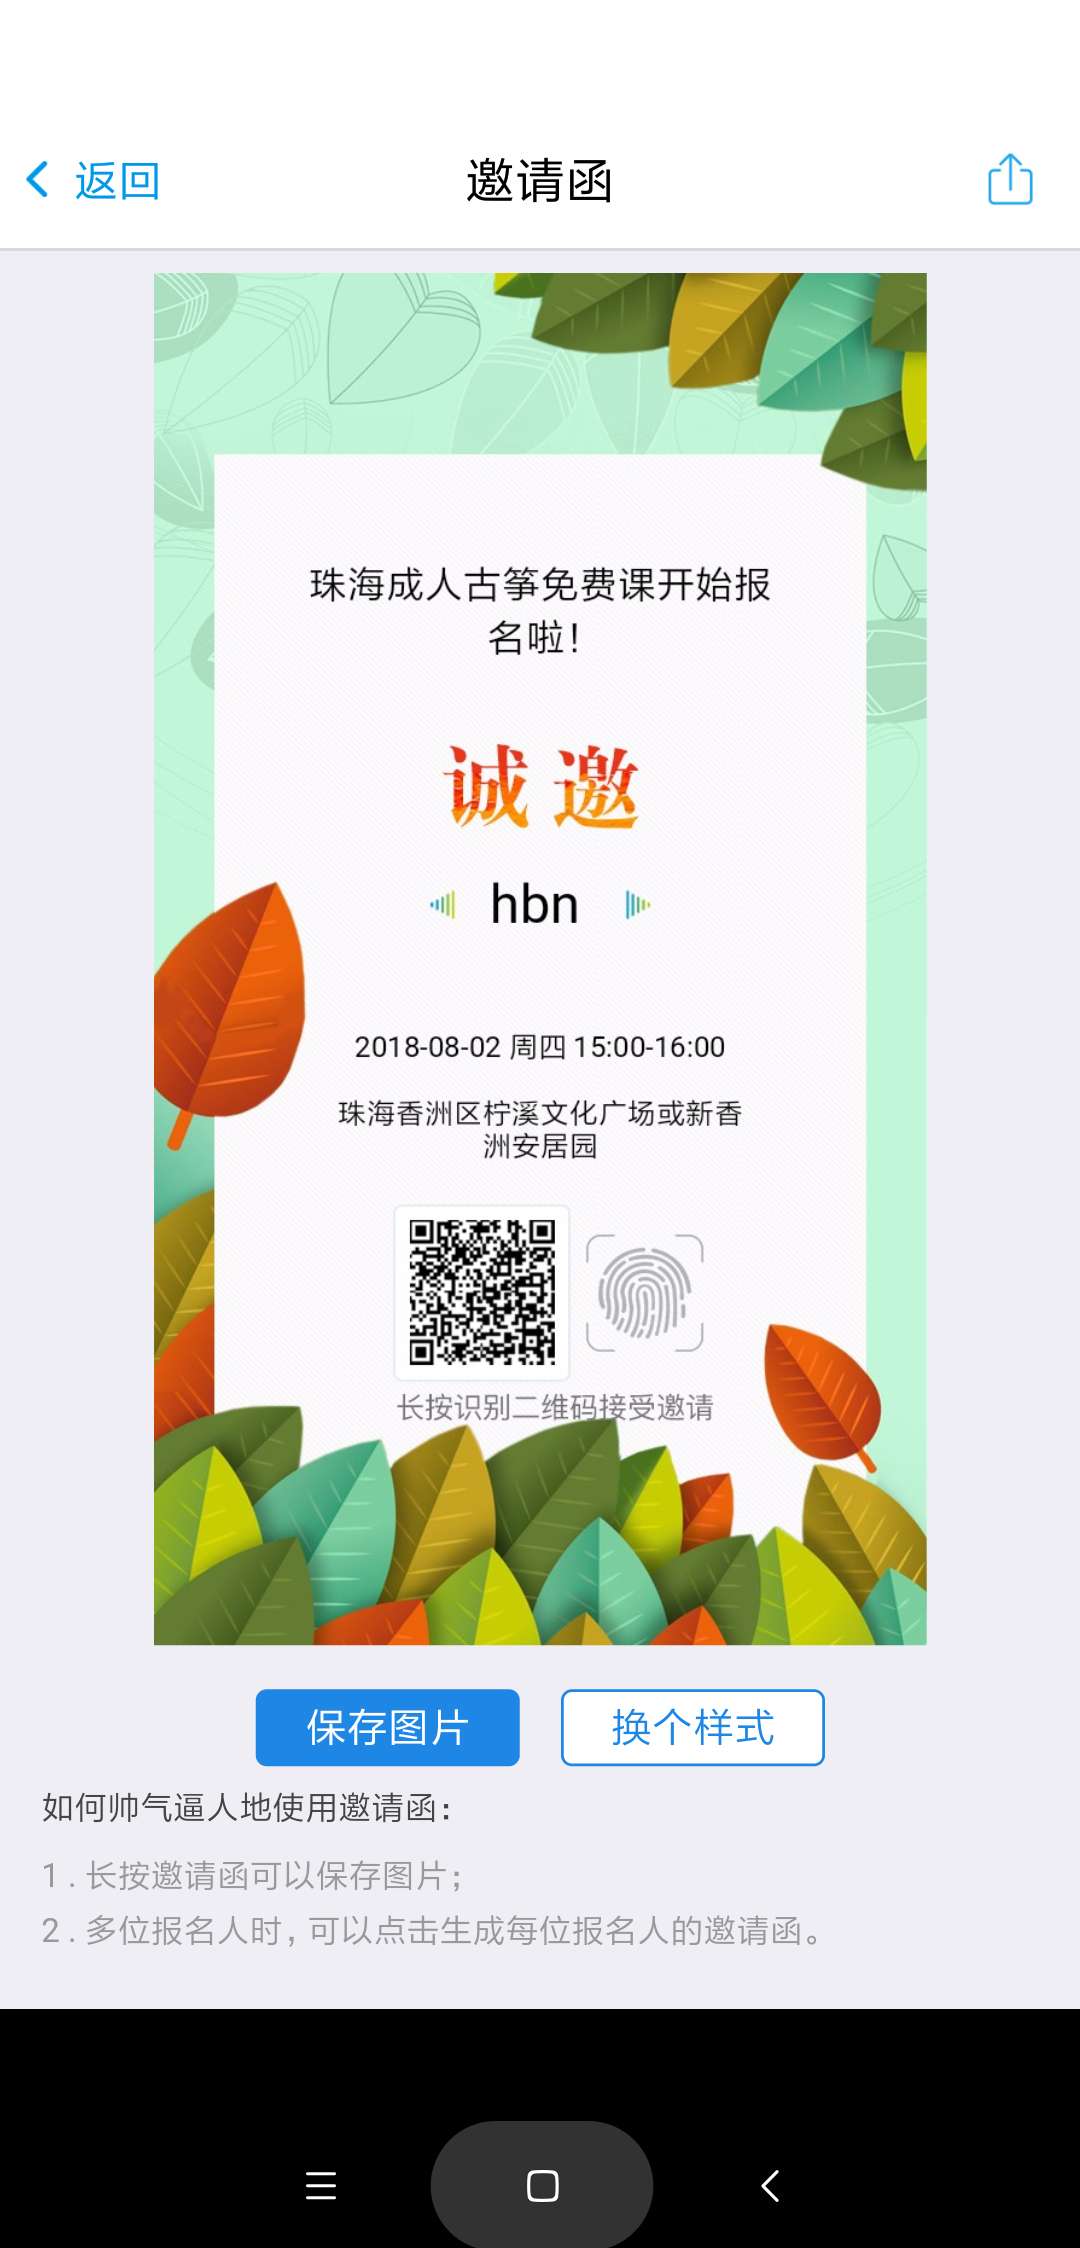 返回
邀请函
珠海成人古筝免费课开始报
名啦！
诚邀
hbn
2018-08-02 周四 15:00-16:00
珠海香洲区柠溪文化广场或新香
洲安居园
长按识别二维码接受邀请
保存图片
换个样式
如何帅气逼人地使用邀请函：
1 . 长按邀请函可以保存图片；
2 . 多位报名人时，可以点击生成每位报名人的邀请函。